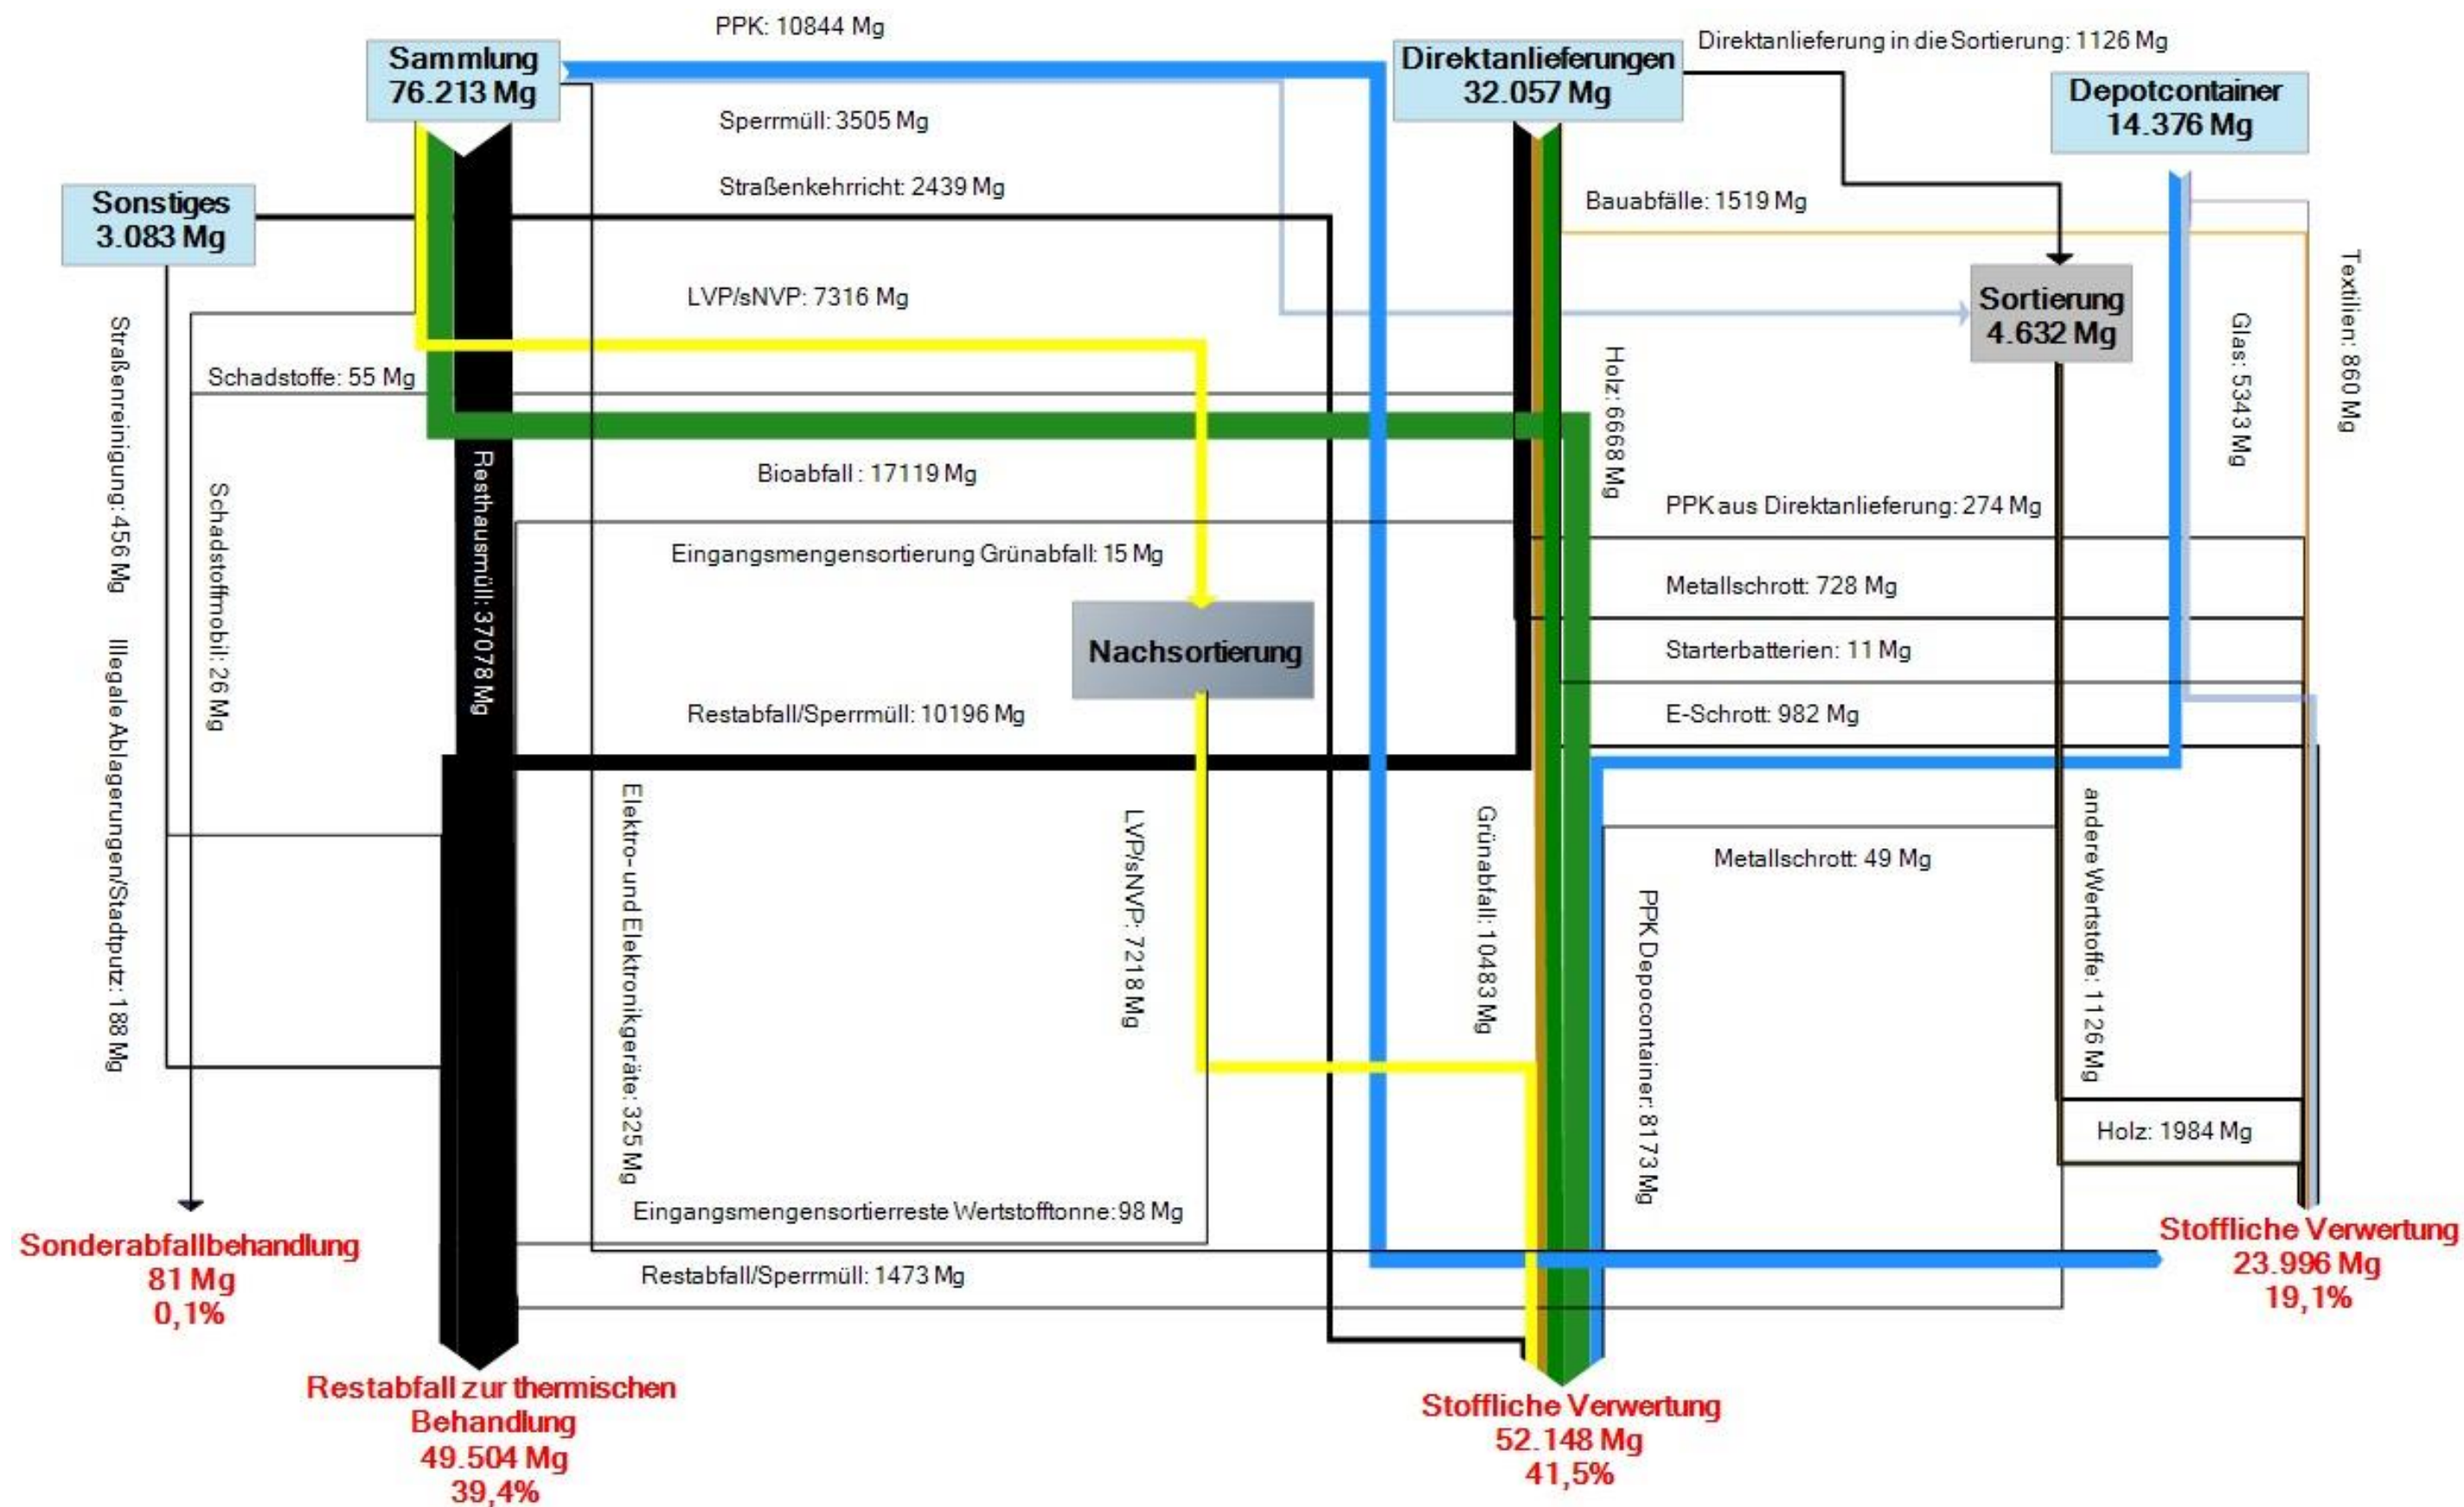 PPK: 10844 Mg
Sammlung
76.213 Mg
Direktanlieferungen
32.057 Mg
Direktanlieferung in die Sortierung: 1126 Mg
Depotcontainer
14.376 Mg
Sperrmüll: 3505 Mg
Straßenkehrricht: 2439 Mg
Bauabfälle: 1519 Mg
Sonstiges
3.083 Mg
Sortierung
4.632 Mg
LVP/sNVP: 7316 Mg
Textilien: 860 Mg
Glas: 5343 Mg
Straßenreinigung: 456 Mg
Schadstoffe: 55 Mg
Holz: 6668 Mg
Bioabfall : 17119 Mg
Resthausmüll: 37078 Mg
Schadstoffmobil: 26 Mg
PPK aus Direktanlieferung: 274 Mg
Eingangsmengensortierung Grünabfall: 15 Mg
Metallschrott: 728 Mg
Nachsortierung
Starterbatterien: 11 Mg
Illegale Ablagerungen/Stadtputz: 188 Mg
Restabfall/Sperrmüll: 10196 Mg
E-Schrott: 982 Mg
Elektro- und Elektronikgeräte: 325 Mg
LVP/sNVP: 7218 Mg
Grünabfall: 10483 Mg
andere Wertstoffe: 1126 Mg
Metallschrott: 49 Mg
PPK Depocontainer: 8173 Mg
Holz: 1984 Mg
Eingangsmengensortierreste Wertstofftonne: 98 Mg
Sonderabfallbehandlung
81 Mg
0,1%
Stoffliche Verwertung
23.996 Mg
19,1%
Restabfall/Sperrmüll: 1473 Mg
Restabfall zur thermischen
Behandlung
49.504 Mg
39,4%
Stoffliche Verwertung
52.148 Mg
41,5%